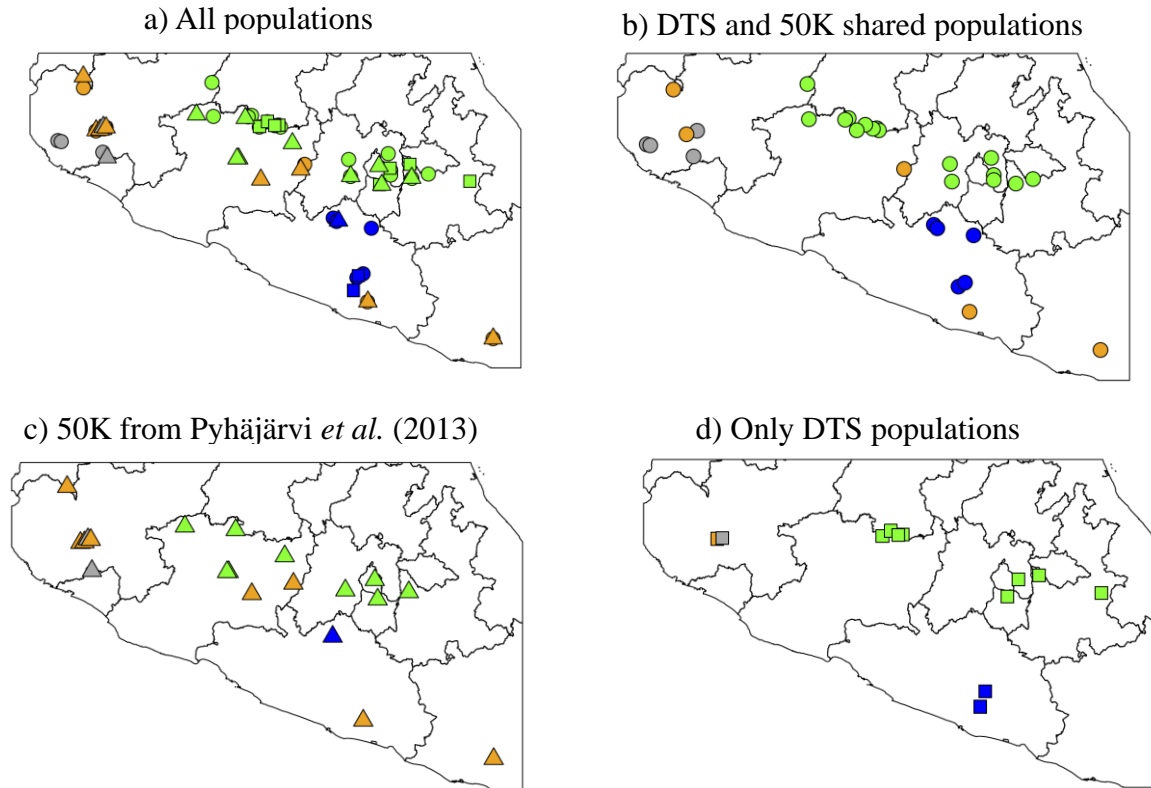 a) All populations
b) DTS and 50K shared populations
c) 50K from Pyhäjärvi et al. (2013)
d) Only DTS populations